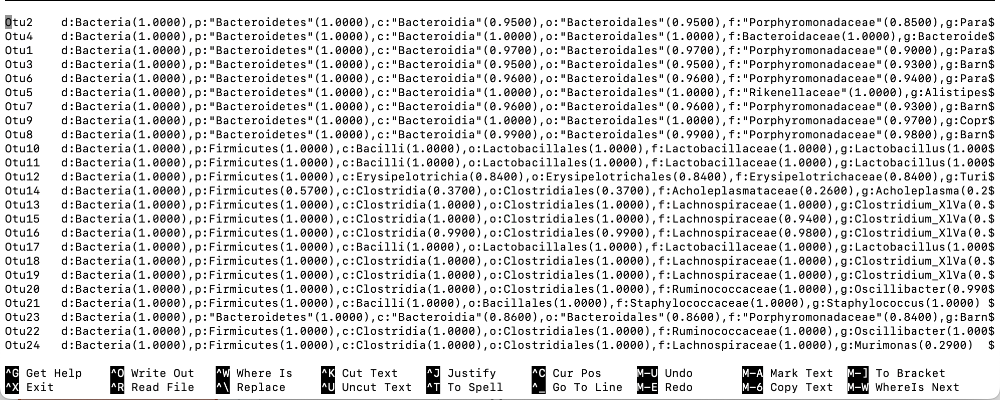 Otu2    d:Bacteria(1.0000),p:"Bacteroidetes"(1.0000),c:"Bacteroidia"(0.9500),o:"Bacteroidales"(0.9500),f:"Porphyromonadaceae"(0.8500),g:Para$
Otu4    d:Bacteria(1.0000),p:"Bacteroidetes"(1.0000),c:"Bacteroidia"(1.0000),o:"Bacteroidales"(1.0000),f:Bacteroidaceae(1.0000),g:Bacteroide$
Otu1    d:Bacteria(1.0000),p:"Bacteroidetes"(1.0000),c:"Bacteroidia"(0.9700),o:"Bacteroidales"(0.9700),f:"Porphyromonadaceae"(0.9000),g:Para$
Otu3    d:Bacteria(1.0000),p:"Bacteroidetes"(1.0000),c:"Bacteroidia"(0.9500),o:"Bacteroidales"(0.9500),f:"Porphyromonadaceae"(0.9300),g:Barn$
Otu6    d:Bacteria(1.0000),p:"Bacteroidetes"(1.0000),c:"Bacteroidia"(0.9600),o:"Bacteroidales"(0.9600),f:"Porphyromonadaceae"(0.9400),g:Para$
Otu5    d:Bacteria(1.0000),p:"Bacteroidetes"(1.0000),c:"Bacteroidia"(1.0000),o:"Bacteroidales"(1.0000),f:"Rikenellaceae"(1.0000),g:Alistipes$
Otu7    d:Bacteria(1.0000),p:"Bacteroidetes"(1.0000),c:"Bacteroidia"(0.9600),o:"Bacteroidales"(0.9600),f:"Porphyromonadaceae"(0.9300),g:Barn$
Otu9    d:Bacteria(1.0000),p:"Bacteroidetes"(1.0000),c:"Bacteroidia"(1.0000),o:"Bacteroidales"(1.0000),f:"Porphyromonadaceae"(0.9700),g:Copr$
Otu8    d:Bacteria(1.0000),p:"Bacteroidetes"(1.0000),c:"Bacteroidia"(0.9900),o:"Bacteroidales"(0.9900),f:"Porphyromonadaceae"(0.9800),g:Barn$
Otu10   d:Bacteria(1.0000),p:Firmicutes(1.0000),c:Bacilli(1.0000),o:Lactobacillales(1.0000),f:Lactobacillaceae(1.0000),g:Lactobacillus(1.000$
Otu11   d:Bacteria(1.0000),p:Firmicutes(1.0000),c:Bacilli(1.0000),o:Lactobacillales(1.0000),f:Lactobacillaceae(1.0000),g:Lactobacillus(1.000$
Otu12   d:Bacteria(1.0000),p:Firmicutes(1.0000),c:Erysipelotrichia(0.8400),o:Erysipelotrichales(0.8400),f:Erysipelotrichaceae(0.8400),g:Turi$
Otu14   d:Bacteria(1.0000),p:Firmicutes(0.5700),c:Clostridia(0.3700),o:Clostridiales(0.3700),f:Acholeplasmataceae(0.2600),g:Acholeplasma(0.2$
Otu13   d:Bacteria(1.0000),p:Firmicutes(1.0000),c:Clostridia(1.0000),o:Clostridiales(1.0000),f:Lachnospiraceae(1.0000),g:Clostridium_XlVa(0.$
Otu15   d:Bacteria(1.0000),p:Firmicutes(1.0000),c:Clostridia(1.0000),o:Clostridiales(1.0000),f:Lachnospiraceae(0.9400),g:Clostridium_XlVa(0.$
Otu16   d:Bacteria(1.0000),p:Firmicutes(1.0000),c:Clostridia(0.9900),o:Clostridiales(0.9900),f:Lachnospiraceae(0.9800),g:Clostridium_XlVa(0.$
Otu17   d:Bacteria(1.0000),p:Firmicutes(1.0000),c:Bacilli(1.0000),o:Lactobacillales(1.0000),f:Lactobacillaceae(1.0000),g:Lactobacillus(1.000$
Otu18   d:Bacteria(1.0000),p:Firmicutes(1.0000),c:Clostridia(1.0000),o:Clostridiales(1.0000),f:Lachnospiraceae(1.0000),g:Clostridium_XlVa(0.$
Otu19   d:Bacteria(1.0000),p:Firmicutes(1.0000),c:Clostridia(1.0000),o:Clostridiales(1.0000),f:Lachnospiraceae(1.0000),g:Clostridium_XlVa(0.$
Otu20   d:Bacteria(1.0000),p:Firmicutes(1.0000),c:Clostridia(1.0000),o:Clostridiales(1.0000),f:Ruminococcaceae(1.0000),g:Oscillibacter(0.990$
Otu21   d:Bacteria(1.0000),p:Firmicutes(1.0000),c:Bacilli(1.0000),o:Bacillales(1.0000),f:Staphylococcaceae(1.0000),g:Staphylococcus(1.0000) $
Otu23   d:Bacteria(1.0000),p:"Bacteroidetes"(1.0000),c:"Bacteroidia"(0.8600),o:"Bacteroidales"(0.8600),f:"Porphyromonadaceae"(0.8400),g:Barn$
Otu22   d:Bacteria(1.0000),p:Firmicutes(1.0000),c:Clostridia(1.0000),o:Clostridiales(1.0000),f:Ruminococcaceae(1.0000),g:Oscillibacter(1.000$
Otu24   d:Bacteria(1.0000),p:Firmicutes(1.0000),c:Clostridia(1.0000),o:Clostridiales(1.0000),f:Lachnospiraceae(1.0000),g:Murimonas(0.2900)  $
^G Get Help    ^O Write Out   ^W Where Is    ^K Cut Text    ^J Justify     ^C Cur Pos     M-U Undo       M-A Mark Text  M-] To Bracket
^X Exit        ^R Read File   ^\ Replace     ^U Uncut Text  ^T To Spell    ^_ Go To Line  M-E Redo       M-6 Copy Text  M-W WhereIs Next